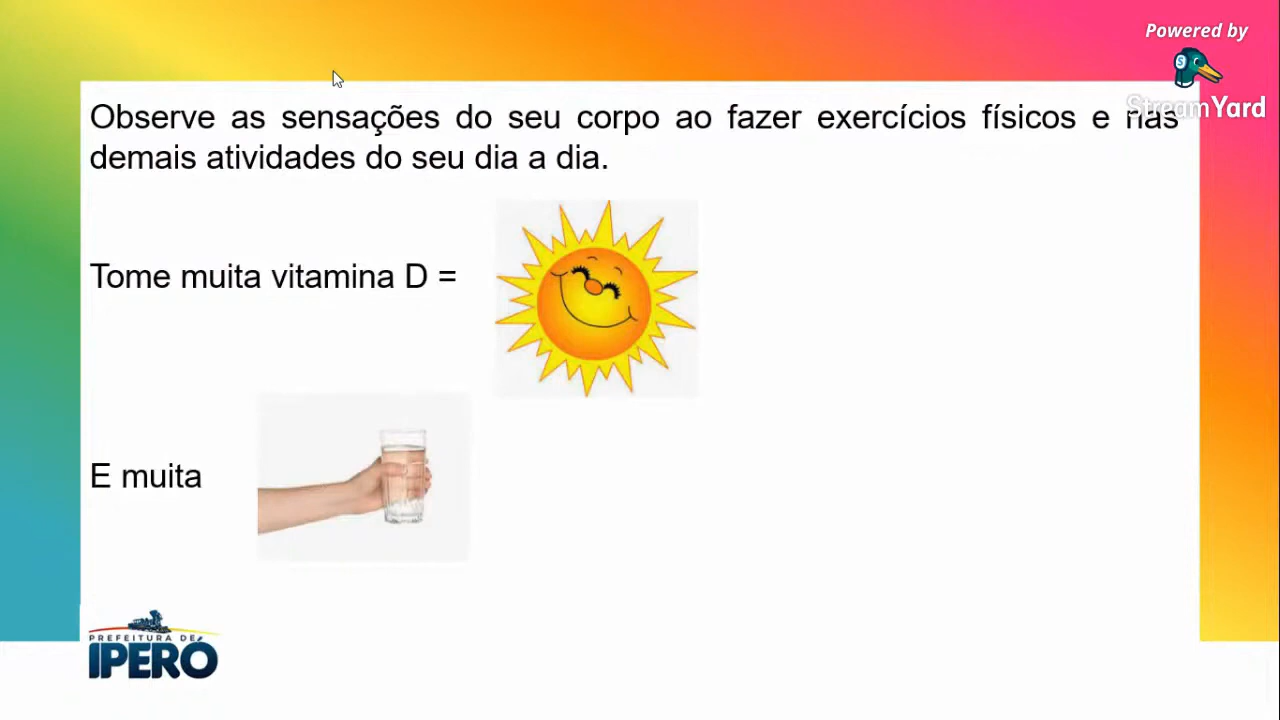 Powered by
StreamYard
Observe as sensações do seu corpo ao fazer exercícios físicos e nas
demais atividades do seu dia a dia.
Tome muita vitamina D =
E muita
PREFEITURA DE
IPERÓ